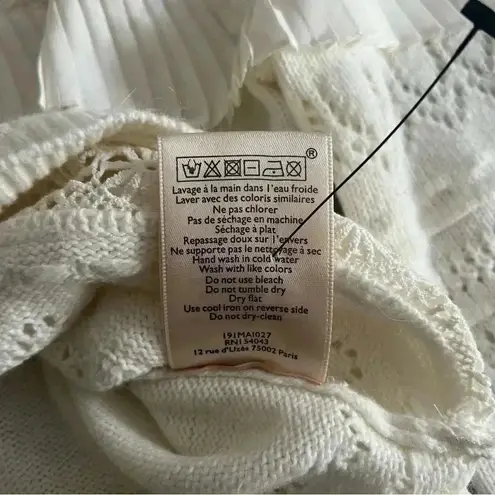 ®
Lavage à la main dans l'eau froide
Laver avec des coloris similaires
Ne pas chlorer
Pas de séchage en machine
Séchage à plat
Repassage doux sur l'envers
Ne supporte pas le nettoyage à sec
Hand wash in cold water
Wash with like colors
Do not use bleach
Do not tumble dry
Dry flat
Use cool iron on reverse side
Do not dry-clean
191MAI027
RN154043
12 rue d'Uzès 75002 Paris